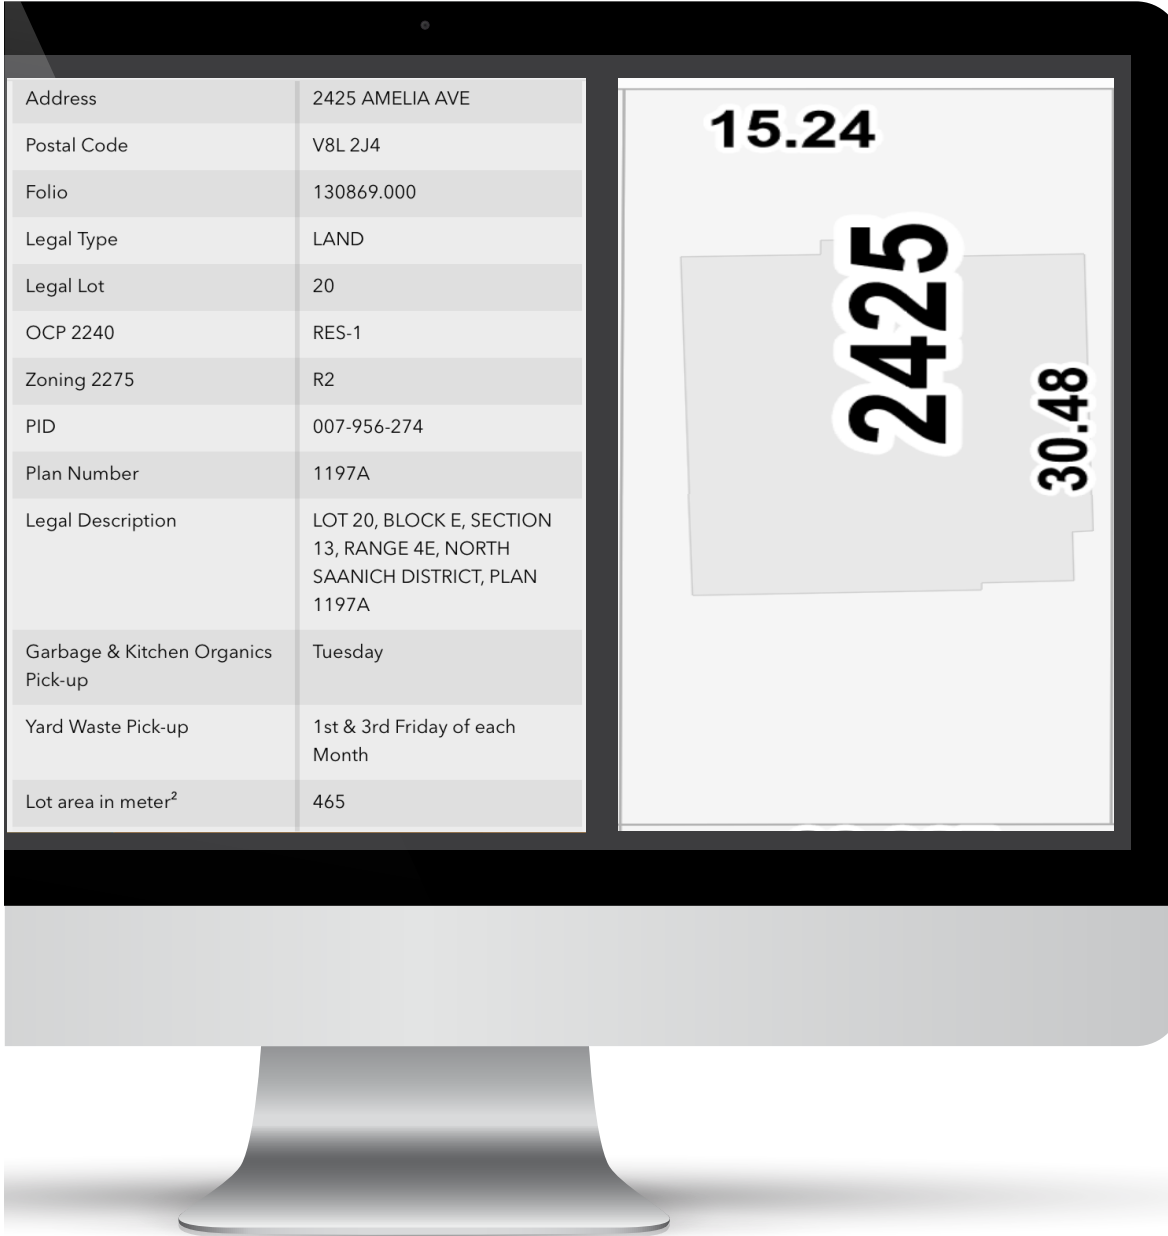 Address 2425 AMELIA AVE
Postal Code V8L 2J4
Folio 130869.000
Legal Type LAND
Legal Lot 20
OCP 2240 RES-1
Zoning 2275 R2
PID 007-956-274
Plan Number 1197A
Legal Description LOT 20, BLOCK E, SECTION
13, RANGE 4E, NORTH
SAANICH DISTRICT, PLAN
1197A
Garbage & Kitchen Organics Tuesday
Pick-up
Yard Waste Pick-up 1st & 3rd Friday of each
Month
Lot area in meter² 465
15.24
2425
30.48